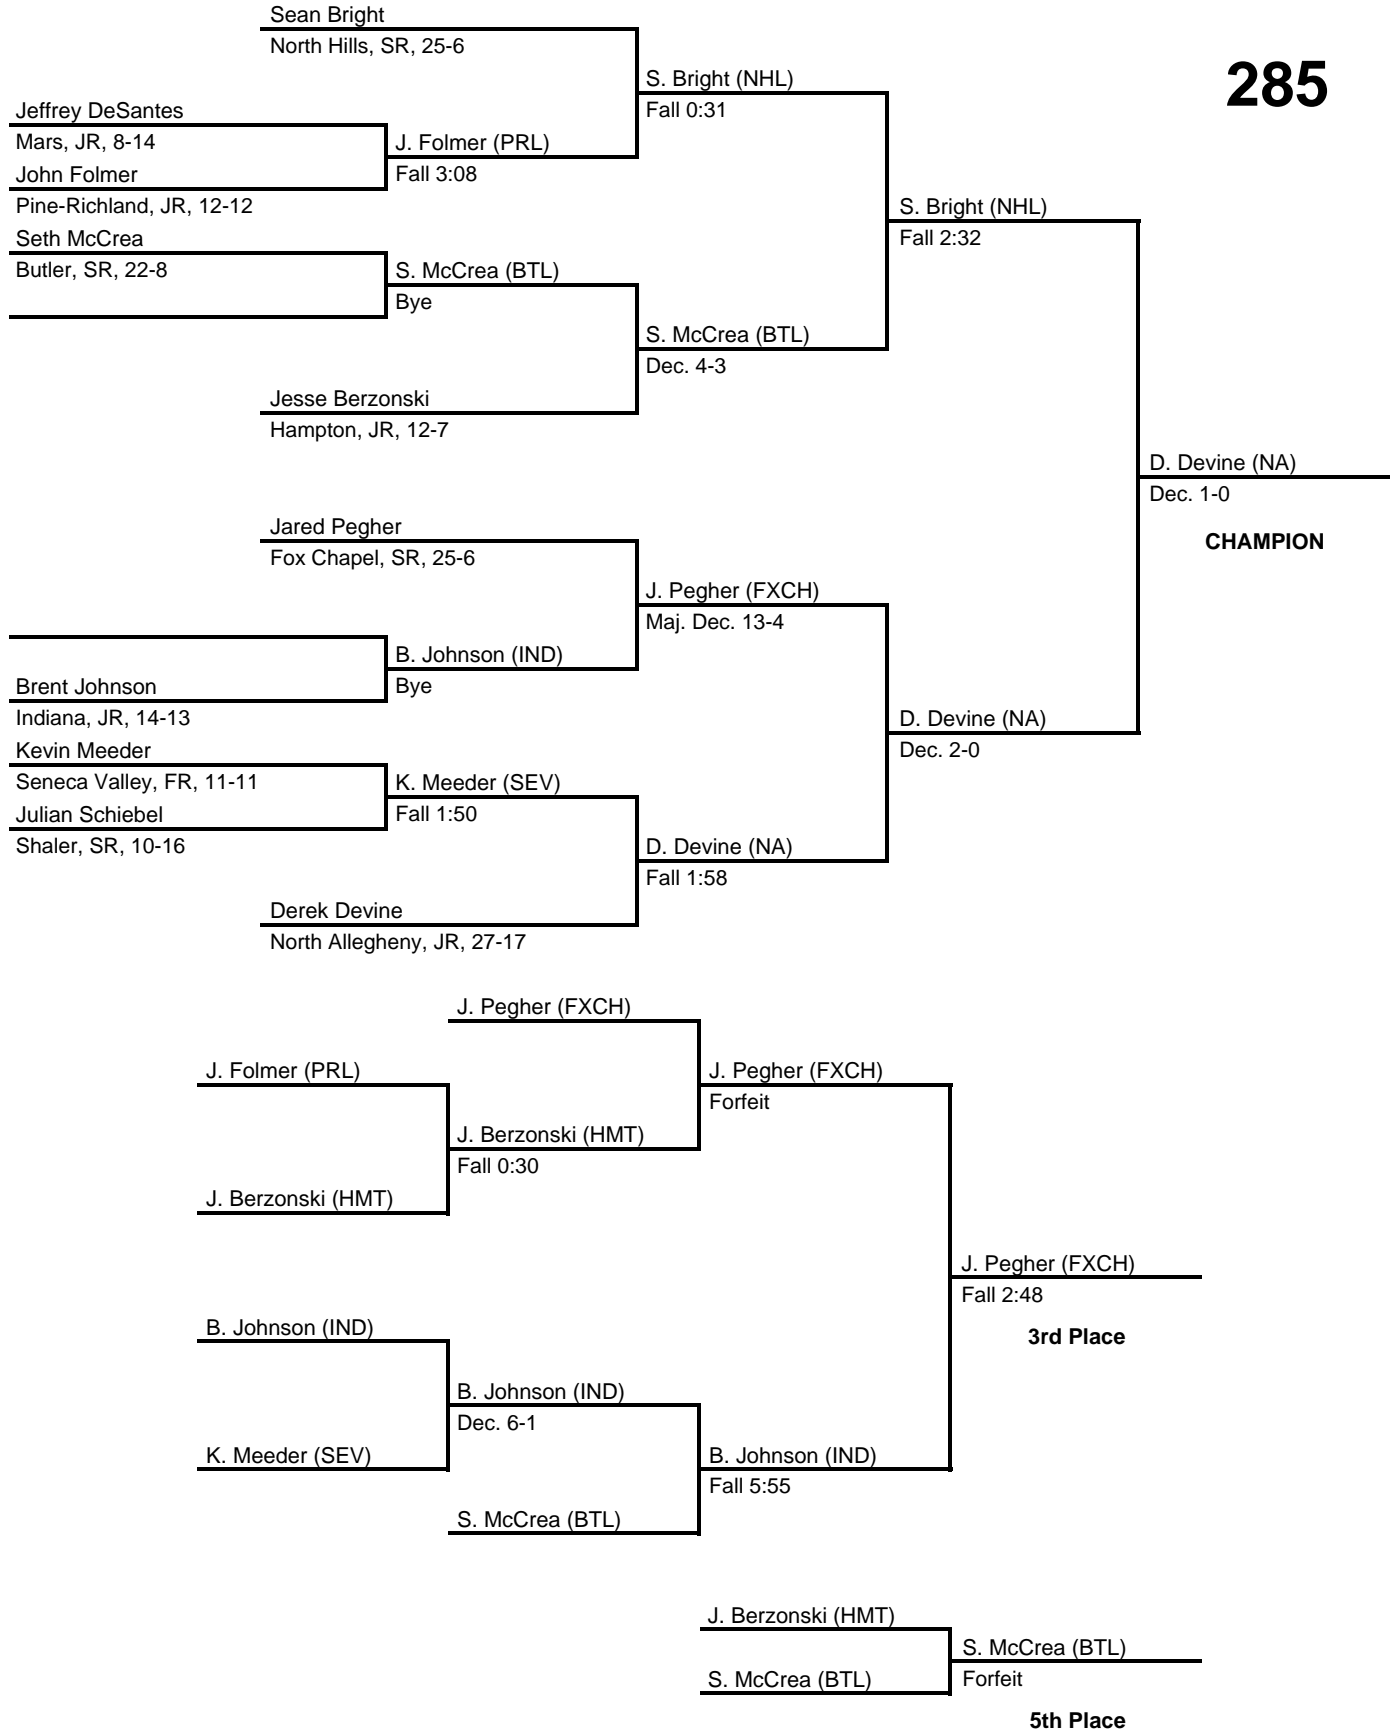 Sean Bright
North Hills, SR, 25-6
285
S. Bright (NHL)
Fall 0:31
Jeffrey DeSantes
Mars, JR, 8-14
J. Folmer (PRL)
Fall 3:08
John Folmer
Pine-Richland, JR, 12-12
S. Bright (NHL)
Fall 2:32
Seth McCrea
Butler, SR, 22-8
S. McCrea (BTL)
Bye
S. McCrea (BTL)
Dec. 4-3
Jesse Berzonski
Hampton, JR, 12-7
D. Devine (NA)
Dec. 1-0
CHAMPION
Jared Pegher
Fox Chapel, SR, 25-6
J. Pegher (FXCH)
Maj. Dec. 13-4
B. Johnson (IND)
Bye
Brent Johnson
Indiana, JR, 14-13
D. Devine (NA)
Dec. 2-0
Kevin Meeder
Seneca Valley, FR, 11-11
K. Meeder (SEV)
Fall 1:50
Julian Schiebel
Shaler, SR, 10-16
D. Devine (NA)
Fall 1:58
Derek Devine
North Allegheny, JR, 27-17
J. Pegher (FXCH)
J. Folmer (PRL)
J. Pegher (FXCH)
Forfeit
J. Berzonski (HMT)
Fall 0:30
J. Berzonski (HMT)
J. Pegher (FXCH)
Fall 2:48
3rd Place
B. Johnson (IND)
B. Johnson (IND)
Dec. 6-1
K. Meeder (SEV)
B. Johnson (IND)
Fall 5:55
S. McCrea (BTL)
J. Berzonski (HMT)
S. McCrea (BTL)
Forfeit
S. McCrea (BTL)
5th Place